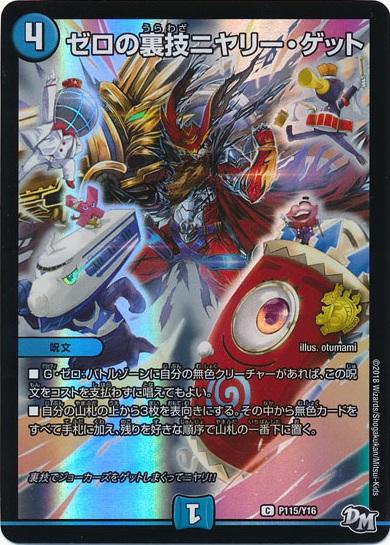 4
うらわざ
ゼロの裏技ニヤリー・ゲット
illus. otumami
呪文
■G・ゼロ:バトルゾーンに自分の無色クリーチャーがあれば、この呪
文をコストを支払わずに唱えてもよい。
■自分の山札の上から3枚を表向きにする。その中から無色カードを
すべて手札に加え、残りを好きな順序で山札の一番下に置く。
裏技でジョーカーズをゲットしまくってニヤリ!!
1
C P115/Y16
DM
©2018 Wizards/Shogakukan/Mitsui-Kids